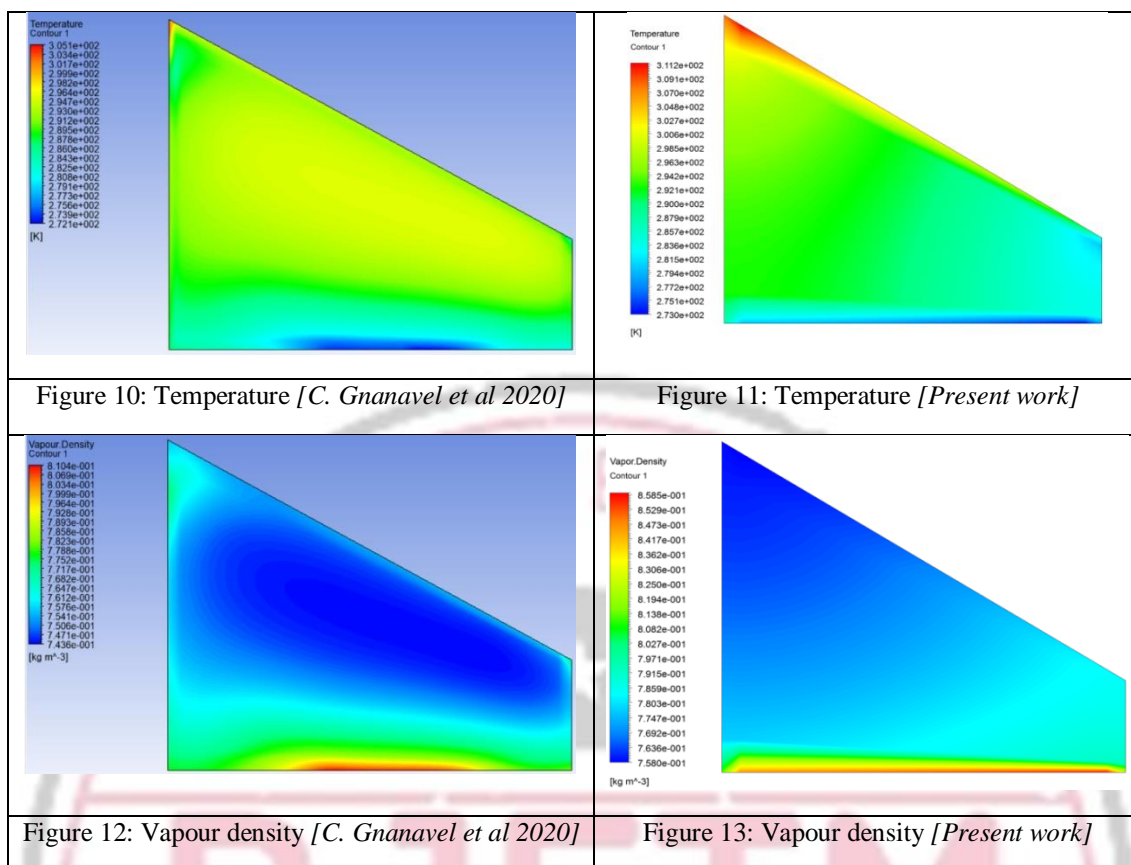 Temperature
Contour 1
3.051e+002
3.034e+002
3.017e+002
2.999e+002
2.982e+002
2.964e+002
2.947e+002
2.930e+002
2.912e+002
2.895e+002
2.878e+002
2.860e+002
2.843e+002
2.825e+002
2.808e+002
2.791e+002
2.773e+002
2.756e+002
2.739e+002
2.721e+002
[K]
Temperature
Contour 1
3.112e+002
3.091e+002
3.070e+002
3.048e+002
3.027e+002
3.006e+002
2.985e+002
2.963e+002
2.942e+002
2.921e+002
2.900e+002
2.879e+002
2.857e+002
2.836e+002
2.815e+002
2.794e+002
2.772e+002
2.751e+002
2.730e+002
[K]
Figure 10: Temperature [C. Gnanavel et al 2020]
Figure 11: Temperature [Present work]
Vapour.Density
Contour 1
8.104e-001
8.069e-001
8.034e-001
7.999e-001
7.964e-001
7.928e-001
7.893e-001
7.858e-001
7.823e-001
7.788e-001
7.752e-001
7.717e-001
7.682e-001
7.647e-001
7.612e-001
7.576e-001
7.541e-001
7.506e-001
7.471e-001
7.436e-001
[kg m^-3]
Vapor.Density
Contour 1
8.585e-001
8.529e-001
8.473e-001
8.417e-001
8.362e-001
8.306e-001
8.250e-001
8.194e-001
8.138e-001
8.082e-001
8.027e-001
7.971e-001
7.915e-001
7.859e-001
7.803e-001
7.747e-001
7.692e-001
7.636e-001
7.580e-001
[kg m^-3]
Figure 12: Vapour density [C. Gnanavel et al 2020]
Figure 13: Vapour density [Present work]